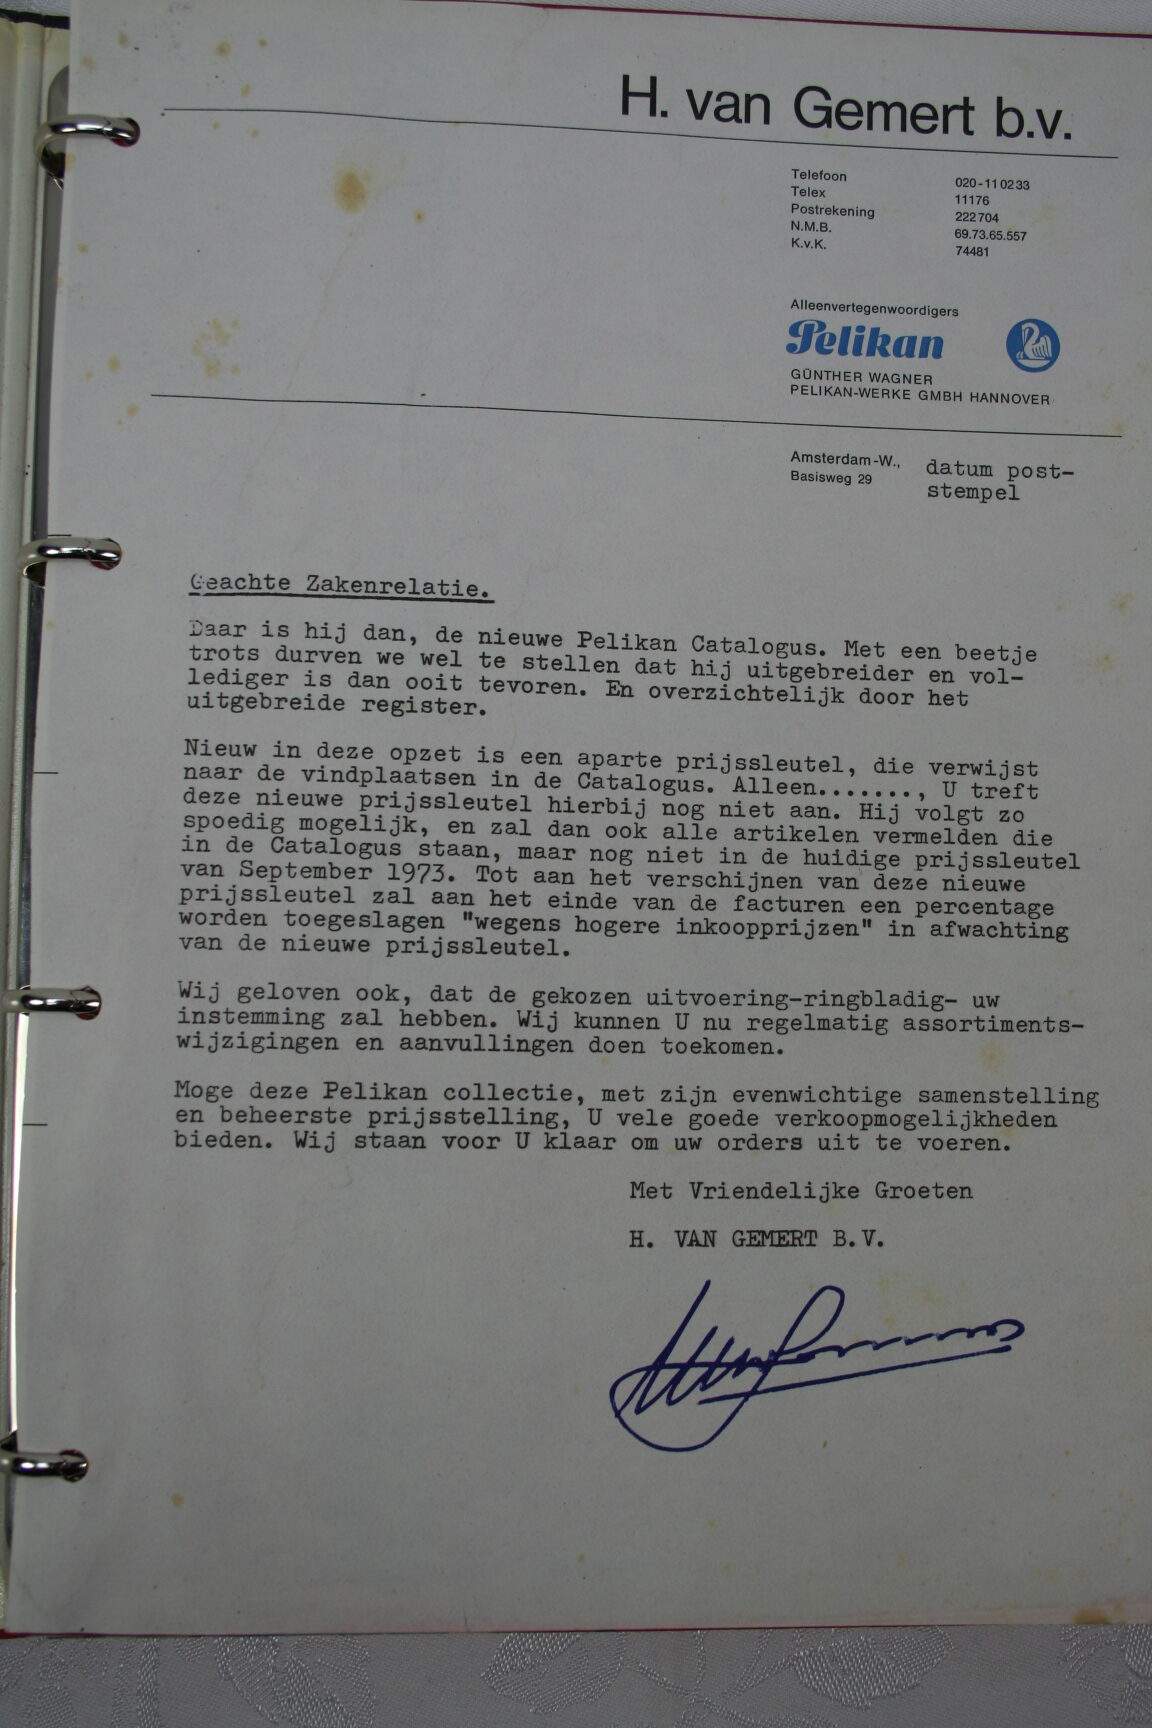 H. van Gemert b.v.
Telefoon 020-110233
Telex 11176
Postrekening 222704
N.M.B. 69.73.65.557
K.v.K. 74481
Alleenvertegenwoordigers
Pelikan
GÜNTHER WAGNER
PELIKAN-WERKE GMBH HANNOVER
Amsterdam-W., datum post-
Basisweg 29 stempel
Geachte Zakenrelatie.
Daar is hij dan, de nieuwe Pelikan Catalogus. Met een beetje
trots durven we wel te stellen dat hij uitgebreider en vol-
lediger is dan ooit tevoren. En overzichtelijk door het
uitgebreide register.
Nieuw in deze opzet is een aparte prijssleutel, die verwijst
naar de vindplaatsen in de Catalogus. Alleen......., U treft
deze nieuwe prijssleutel hierbij nog niet aan. Hij volgt zo
spoedig mogelijk, en zal dan ook alle artikelen vermelden die
in de Catalogus staan, maar nog niet in de huidige prijssleutel
van September 1973. Tot aan het verschijnen van deze nieuwe
prijssleutel zal aan het einde van de facturen een percentage
worden toegeslagen "wegens hogere inkoopprijzen" in afwachting
van de nieuwe prijssleutel.
Wij geloven ook, dat de gekozen uitvoering-ringbladig- uw
instemming zal hebben. Wij kunnen U nu regelmatig assortiments-
wijzigingen en aanvullingen doen toekomen.
Moge deze Pelikan collectie, met zijn evenwichtige samenstelling
en beheerste prijsstelling, U vele goede verkoopmogelijkheden
bieden. Wij staan voor U klaar om uw orders uit te voeren.
Met Vriendelijke Groeten
H. VAN GEMERT B.V.